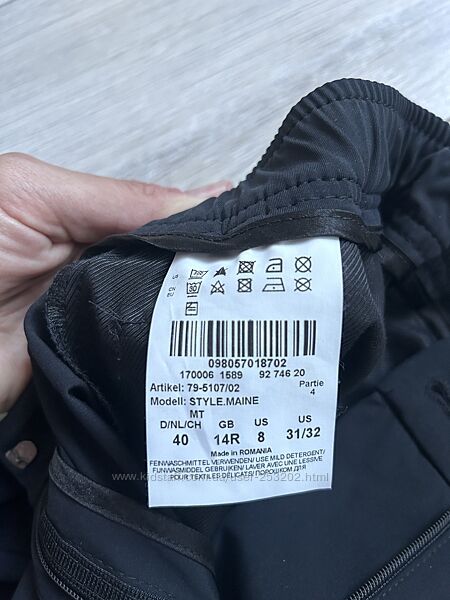 098057018702
170006 1589 92 746 20
Artikel: 79-5107/02 Partie
Modell: STYLE.MAINE 4
MT
D/NL/CH GB US US
40 14R 8 31/32
Made in ROMANIA
FEINWASCHMITTEL VERWENDEN/ USE MILD DETERGENT/
FIJNWASMIDDEL GEBRUIKEN/ LAVER AVEC UNE LESSIVE
POUR TEXTILES DÉLICATS/